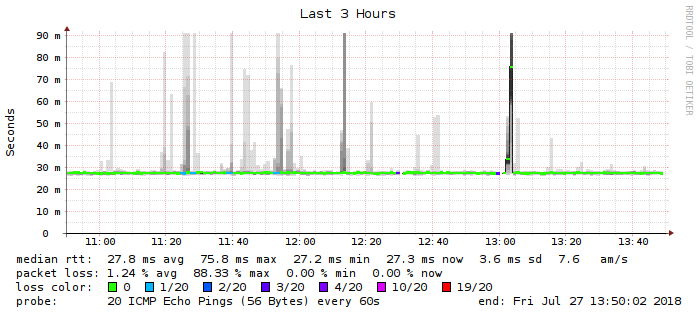 Last 3 Hours
RRDTOOL / TOBI OETIKER
Seconds
90 m
80 m
70 m
60 m
50 m
40 m
30 m
20 m
10 m
0
11:00 11:20 11:40 12:00 12:20 12:40 13:00 13:20 13:40
median rtt: 27.8 ms avg 75.8 ms max 27.2 ms min 27.3 ms now 3.6 ms sd 7.6 am/s
packet loss: 1.24 % avg 88.33 % max 0.00 % min 0.00 % now
loss color: 0 1/20 2/20 3/20 4/20 10/20 19/20
probe: 20 ICMP Echo Pings (56 Bytes) every 60s end: Fri Jul 27 13:50:02 2018